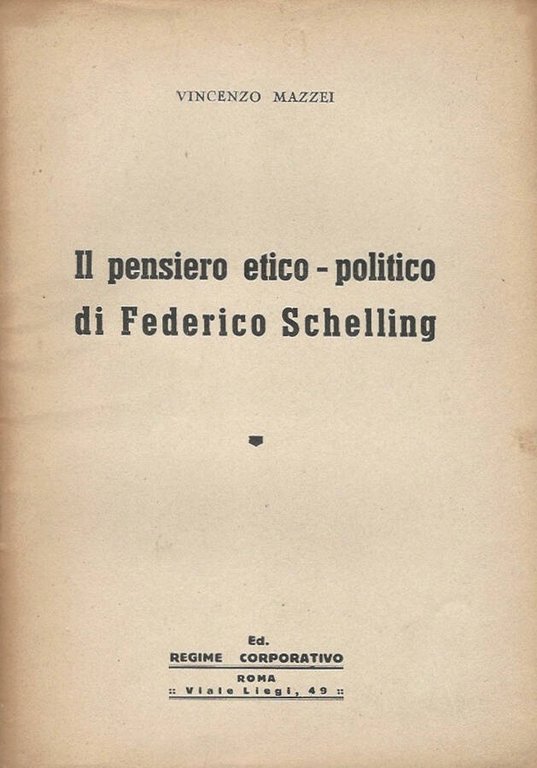 VINCENZO MAZZEI
Il pensiero etico - politico
di Federico Schelling
Ed.
REGIME CORPORATIVO
ROMA
:: Viale Liegi, 49 ::